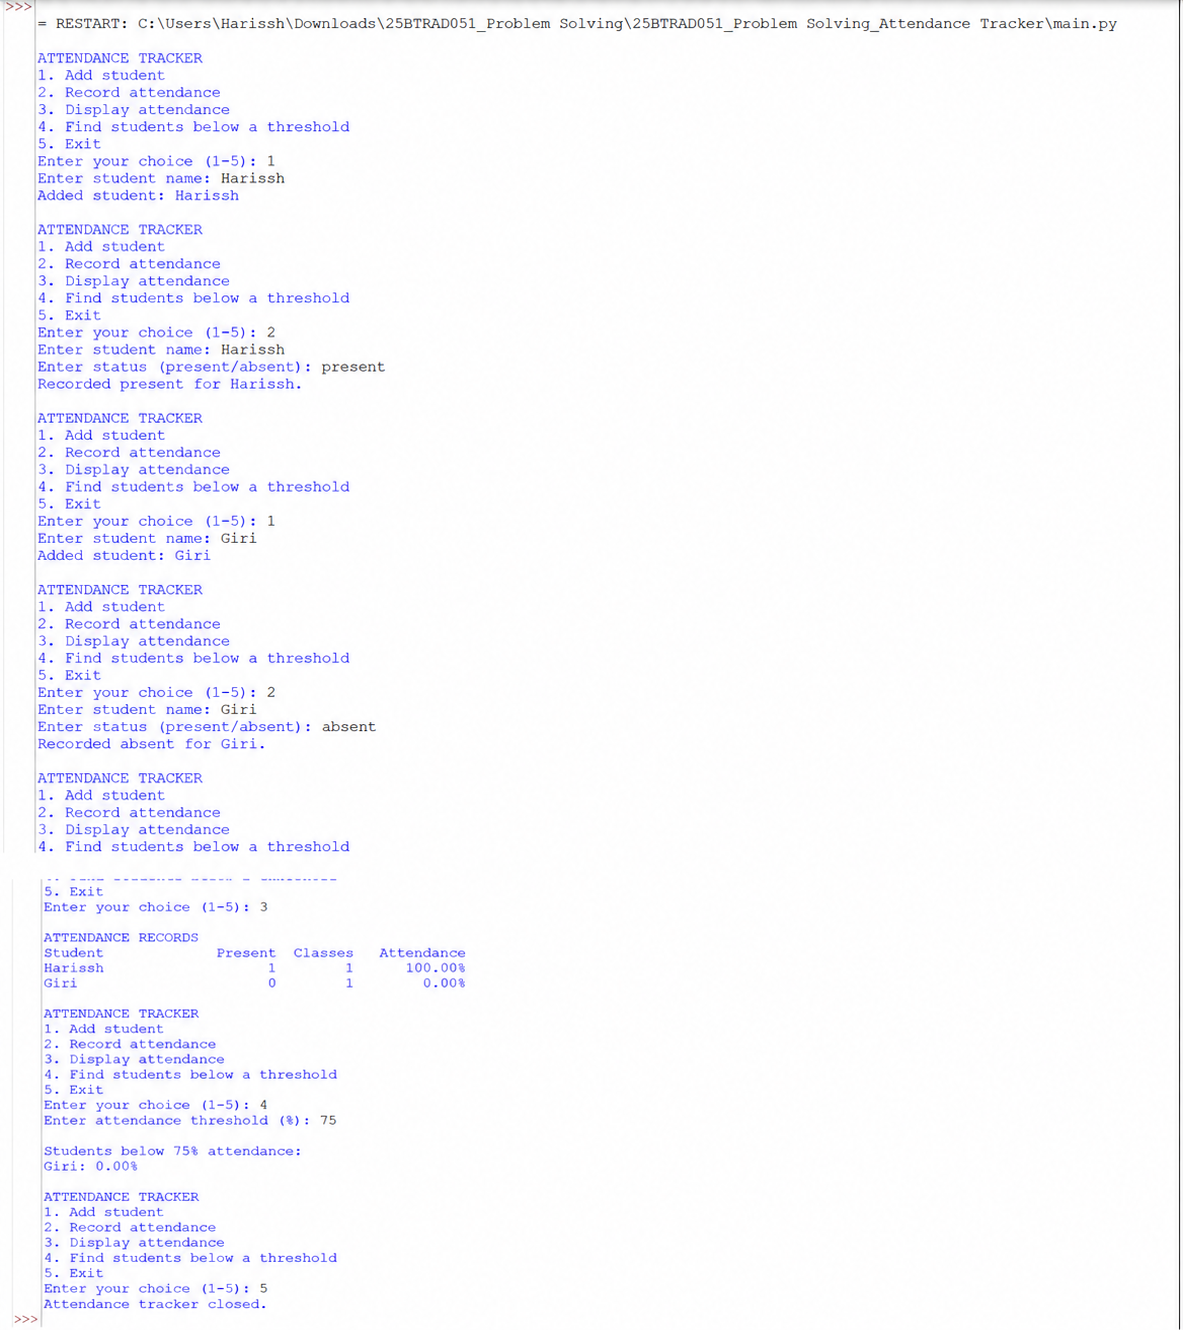 >>>
= RESTART: C:\Users\Harissh\Downloads\25BTRAD051_Problem Solving\25BTRAD051_Problem Solving_Attendance Tracker\main.py
ATTENDANCE TRACKER
1. Add student
2. Record attendance
3. Display attendance
4. Find students below a threshold
5. Exit
Enter your choice (1-5): 1
Enter student name: Harissh
Added student: Harissh
ATTENDANCE TRACKER
1. Add student
2. Record attendance
3. Display attendance
4. Find students below a threshold
5. Exit
Enter your choice (1-5): 2
Enter student name: Harissh
Enter status (present/absent): present
Recorded present for Harissh.
ATTENDANCE TRACKER
1. Add student
2. Record attendance
3. Display attendance
4. Find students below a threshold
5. Exit
Enter your choice (1-5): 1
Enter student name: Giri
Added student: Giri
ATTENDANCE TRACKER
1. Add student
2. Record attendance
3. Display attendance
4. Find students below a threshold
5. Exit
Enter your choice (1-5): 2
Enter student name: Giri
Enter status (present/absent): absent
Recorded absent for Giri.
ATTENDANCE TRACKER
1. Add student
2. Record attendance
3. Display attendance
4. Find students below a threshold
5. Exit
Enter your choice (1-5): 3
ATTENDANCE RECORDS
Student Present Classes Attendance
Harissh 1 1 100.00%
Giri 0 1 0.00%
ATTENDANCE TRACKER
1. Add student
2. Record attendance
3. Display attendance
4. Find students below a threshold
5. Exit
Enter your choice (1-5): 4
Enter attendance threshold (%): 75
Students below 75% attendance:
Giri: 0.00%
ATTENDANCE TRACKER
1. Add student
2. Record attendance
3. Display attendance
4. Find students below a threshold
5. Exit
Enter your choice (1-5): 5
Attendance tracker closed.
>>>